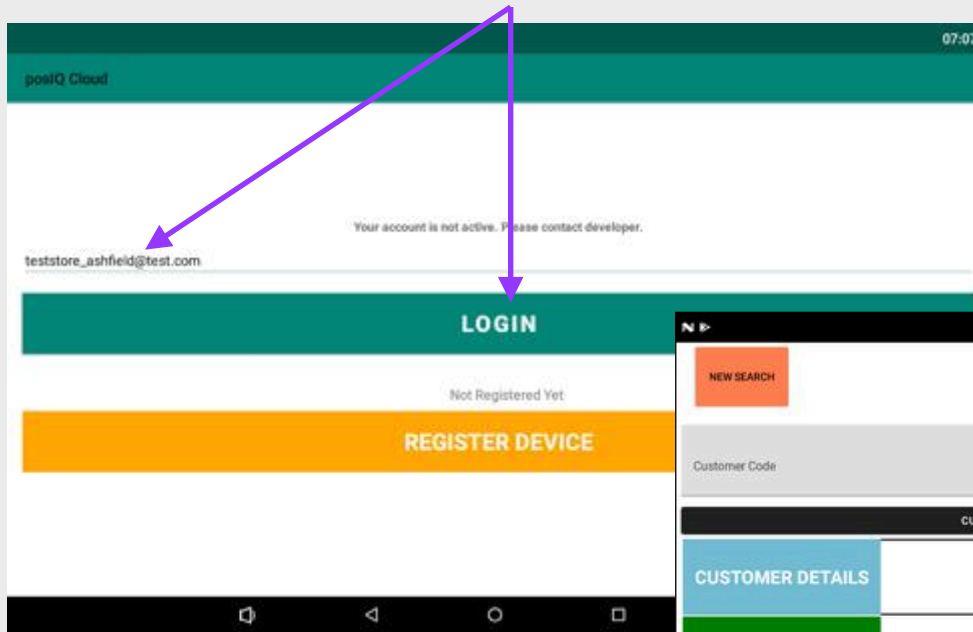 07:07
posIQ Cloud
Your account is not active. Please contact developer.
teststore_ashfield@test.com
LOGIN
Not Registered Yet
REGISTER DEVICE
NEW SEARCH
Customer Code
CU
CUSTOMER DETAILS